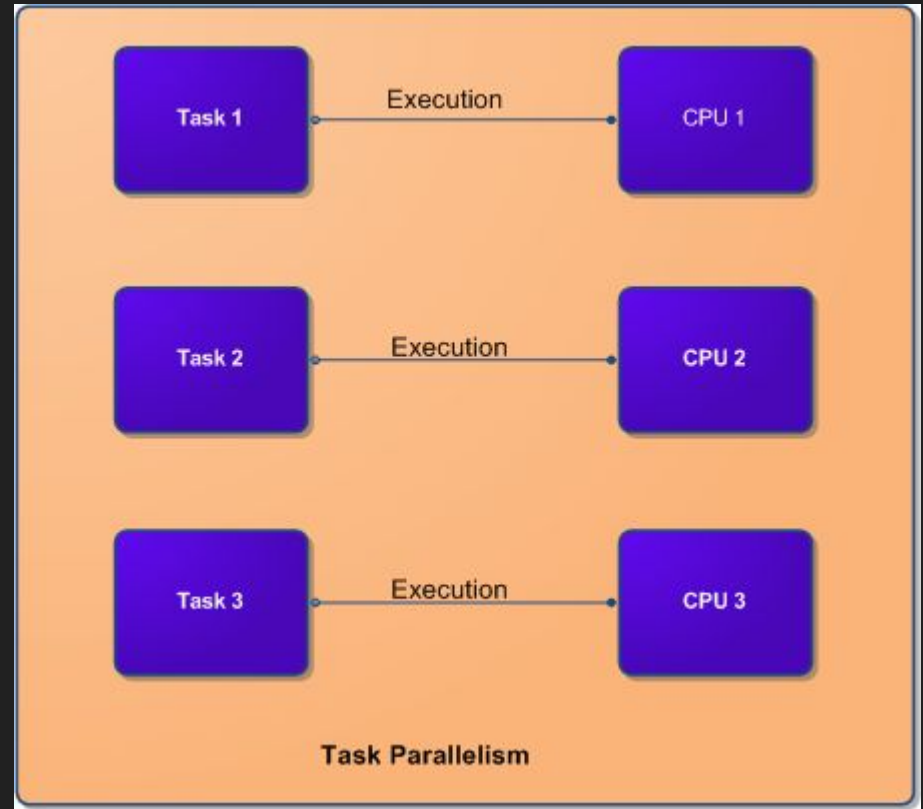 Task 1
Execution
CPU 1
Task 2
Execution
CPU 2
Task 3
Execution
CPU 3
Task Parallelism